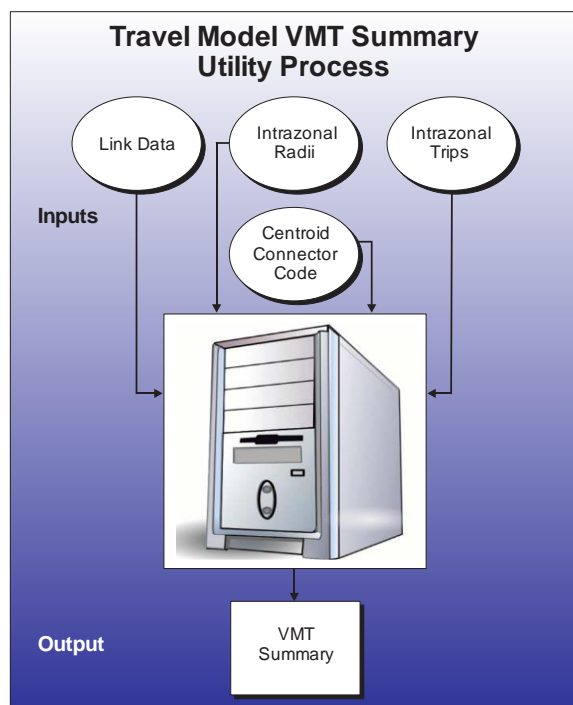 Travel Model VMT Summary
Utility Process
Link Data
Intrazonal
Radii
Intrazonal
Trips
Inputs
Centroid
Connector
Code
Output
VMT
Summary